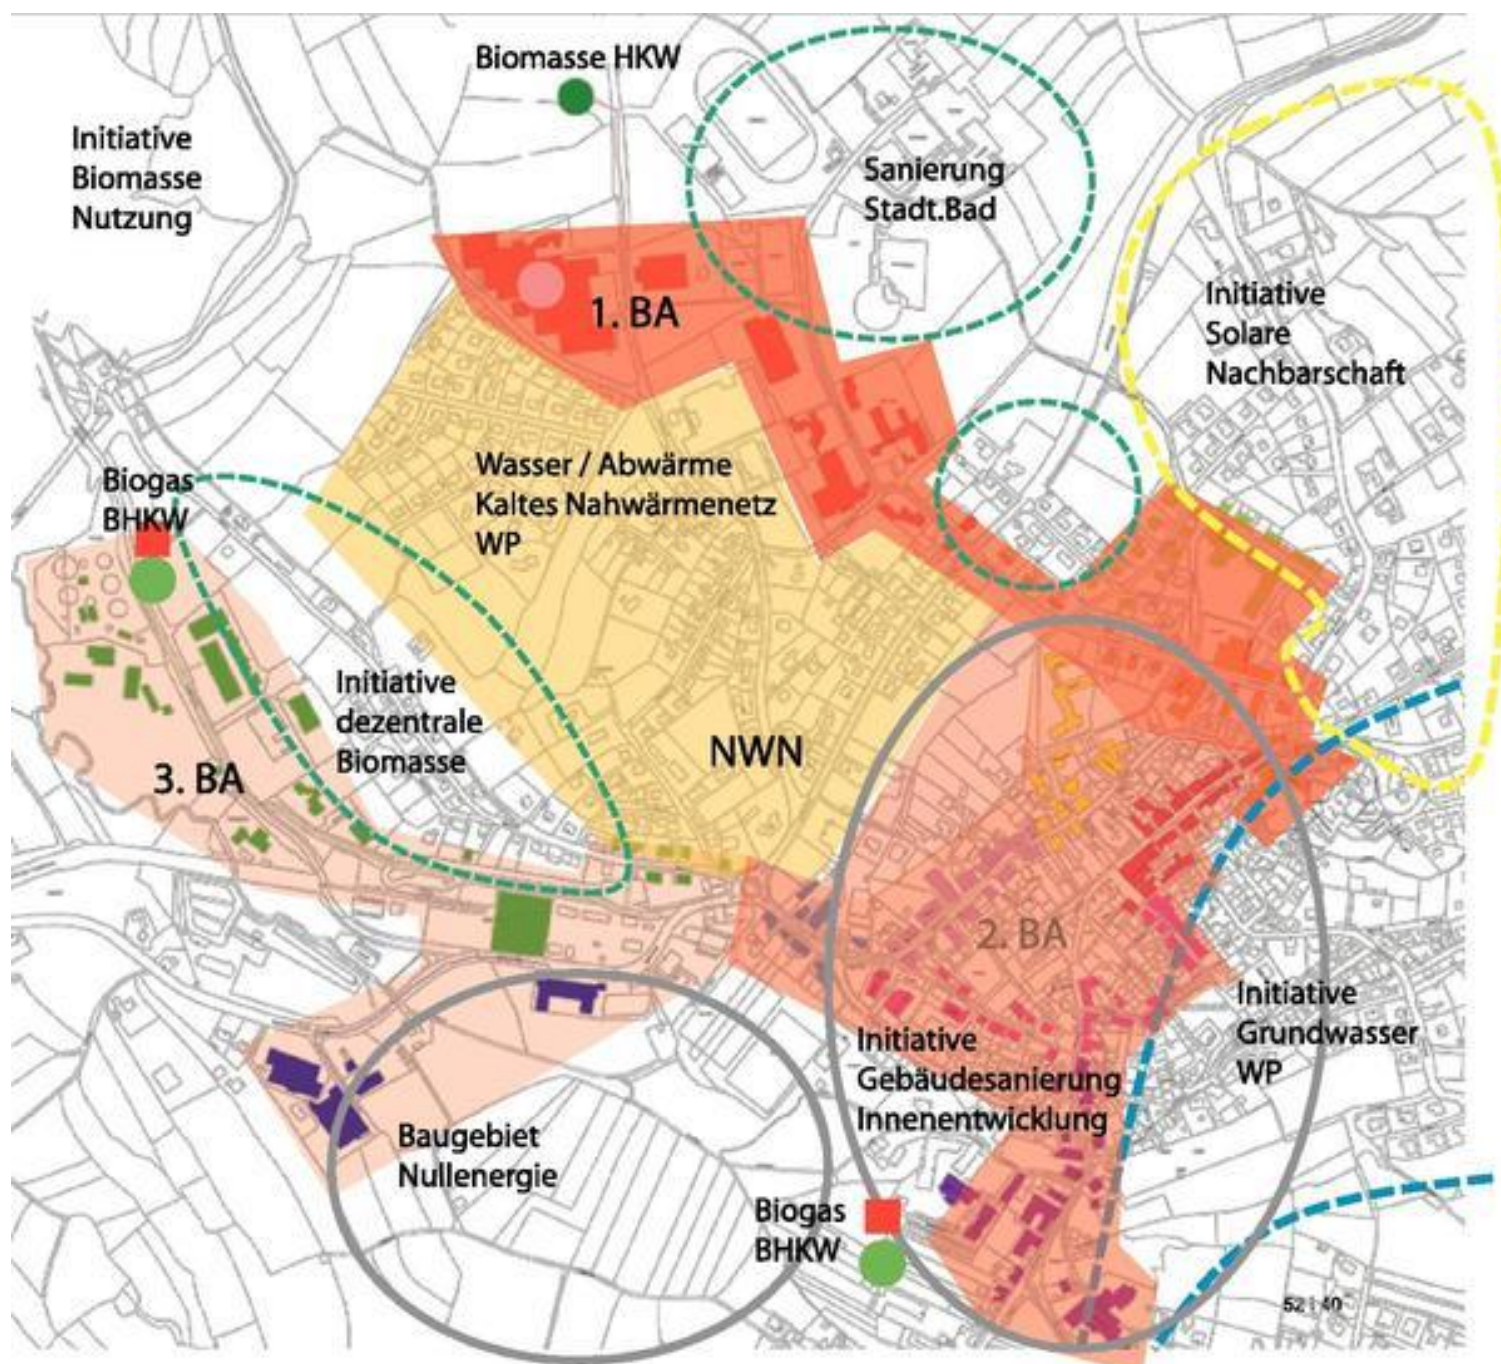 Biomasse HKW
Initiative
Biomasse
Nutzung
Sanierung
Stadt.Bad
1. BA
Initiative
Solare
Nachbarschaft
Wasser / Abwärme
Kaltes Nahwärmenetz
WP
Biogas
BHKW
Initiative
dezentrale
Biomasse
NWN
3. BA
2. BA
Initiative
Grundwasser
WP
Initiative
Gebäudesanierung
Innenentwicklung
Baugebiet
Nullenergie
Biogas
BHKW